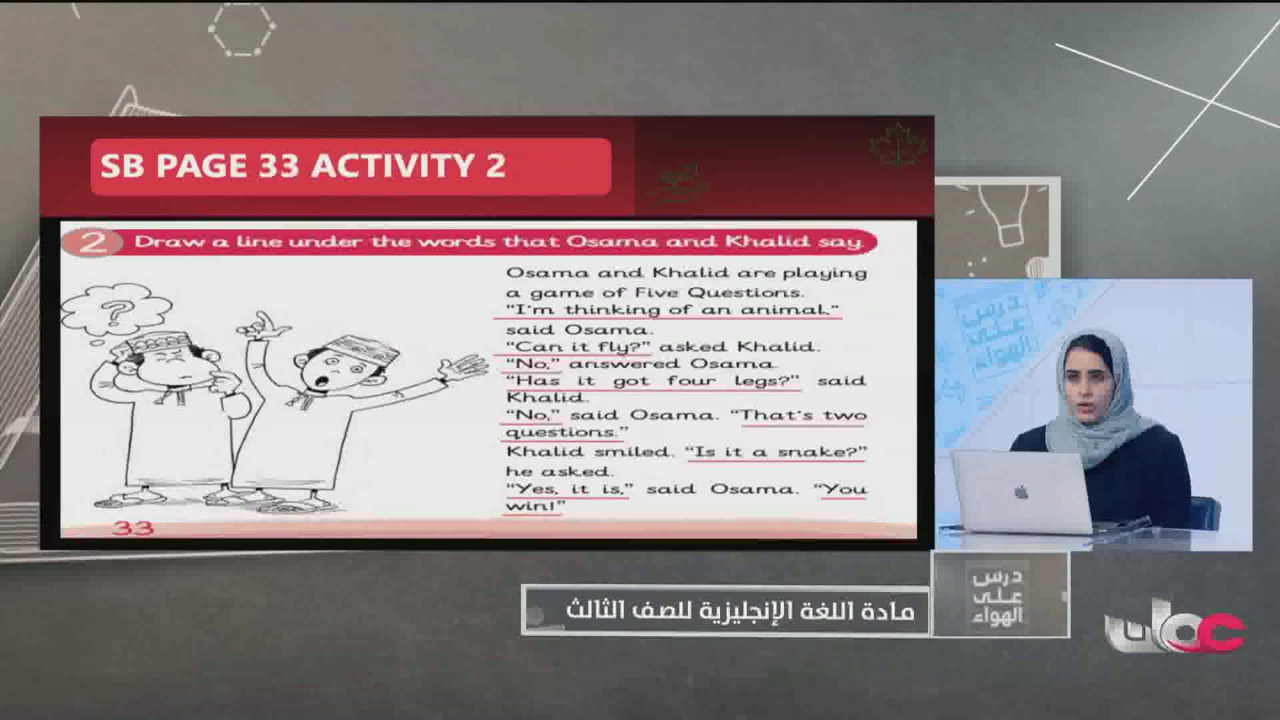 SB PAGE 33 ACTIVITY 2
2 Draw a line under the words that Osama and Khalid say.
?
Osama and Khalid are playing
a game of Five Questions.
“I'm thinking of an animal.”
said Osama.
“Can it fly?” asked Khalid.
“No,” answered Osama.
“Has it got four legs?” said
Khalid.
“No,” said Osama. “That's two
questions.”
Khalid smiled. “Is it a snake?”
he asked.
“Yes, it is,” said Osama. “You
win!”
33
درس
على
الهواء
مادة اللغة الإنجليزية للصف الثالث
درس
على
الهواء